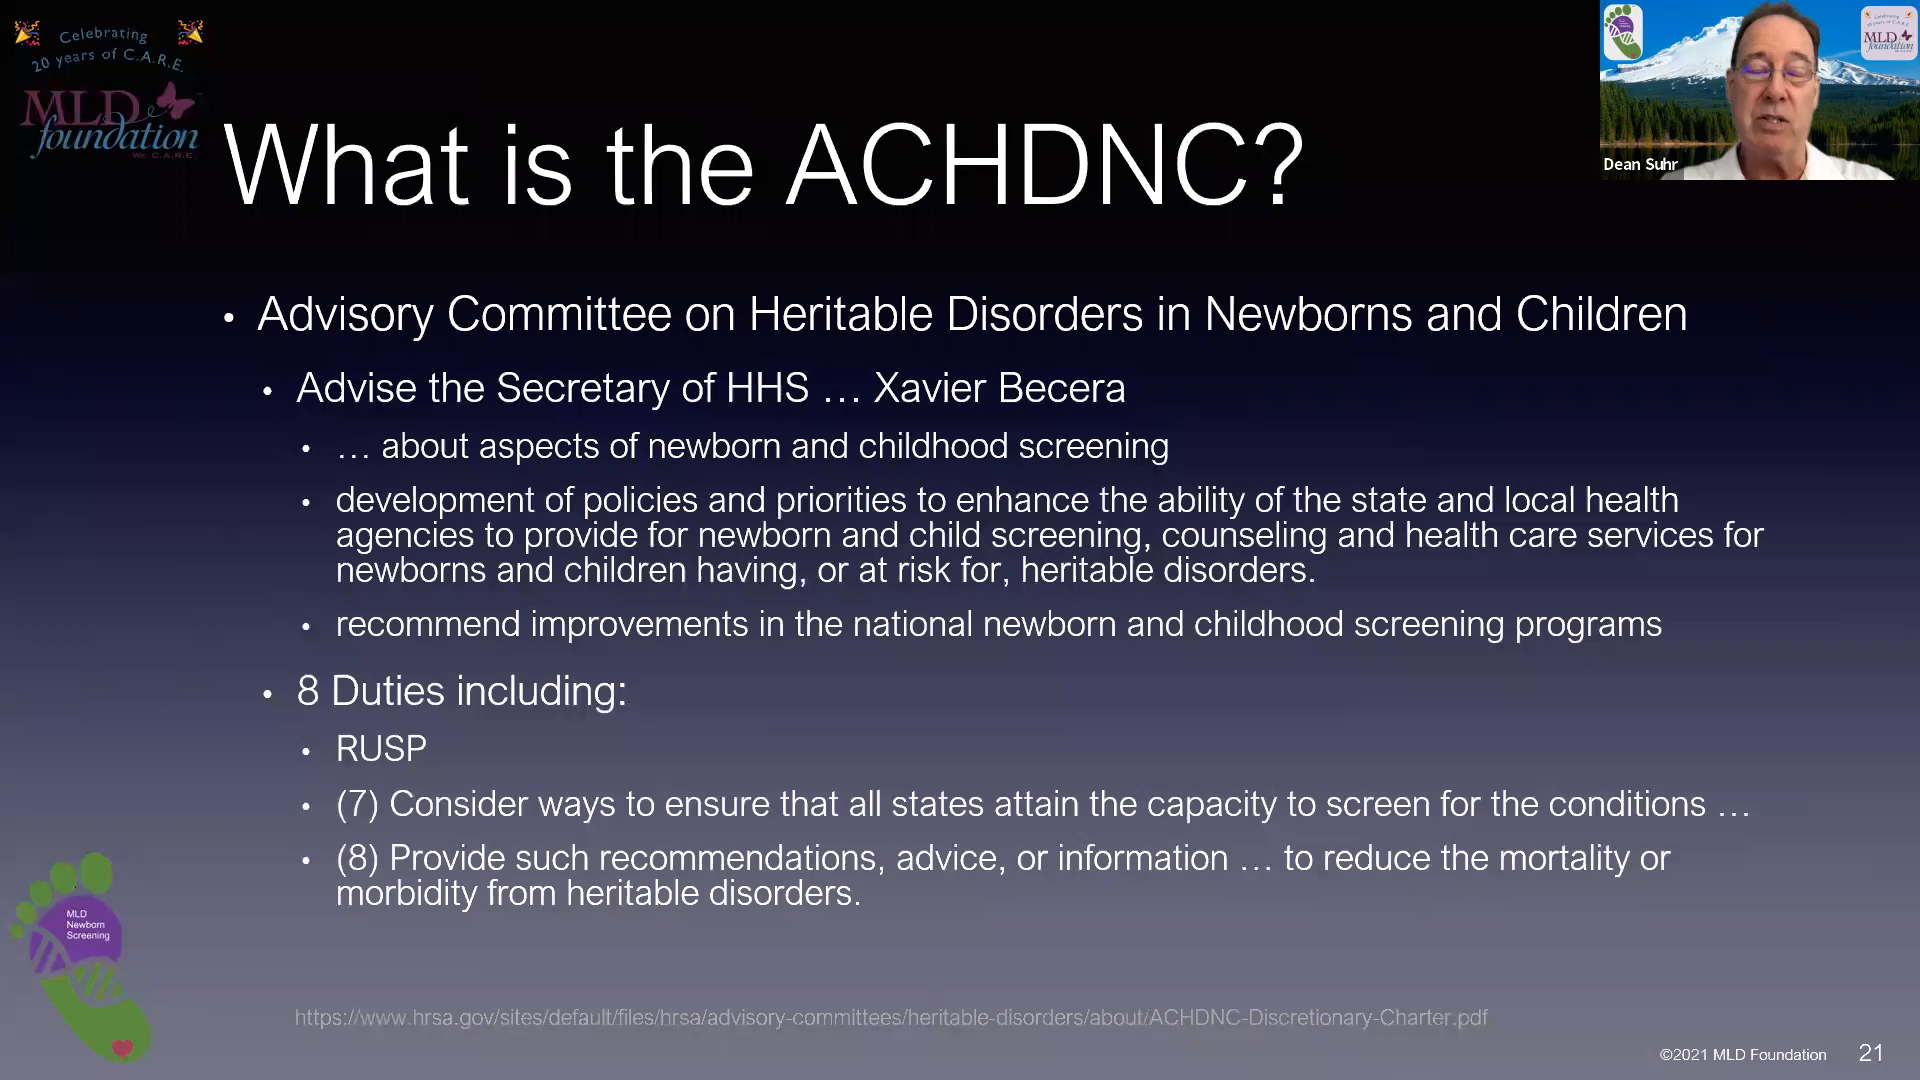 Celebrating
20 years of C.A.R.E.
MLD
foundation
WE C.A.R.E.
What is the ACHDNC?
Dean Suhr
MLD
foundation
• Advisory Committee on Heritable Disorders in Newborns and Children
• Advise the Secretary of HHS … Xavier Becera
• … about aspects of newborn and childhood screening
• development of policies and priorities to enhance the ability of the state and local health
agencies to provide for newborn and child screening, counseling and health care services for
newborns and children having, or at risk for, heritable disorders.
• recommend improvements in the national newborn and childhood screening programs
• 8 Duties including:
• RUSP
• (7) Consider ways to ensure that all states attain the capacity to screen for the conditions …
• (8) Provide such recommendations, advice, or information … to reduce the mortality or
morbidity from heritable disorders.
MLD
Newborn
Screening
https://www.hrsa.gov/sites/default/files/hrsa/advisory-committees/heritable-disorders/about/ACHDNC-Discretionary-Charter.pdf
©2021 MLD Foundation 21